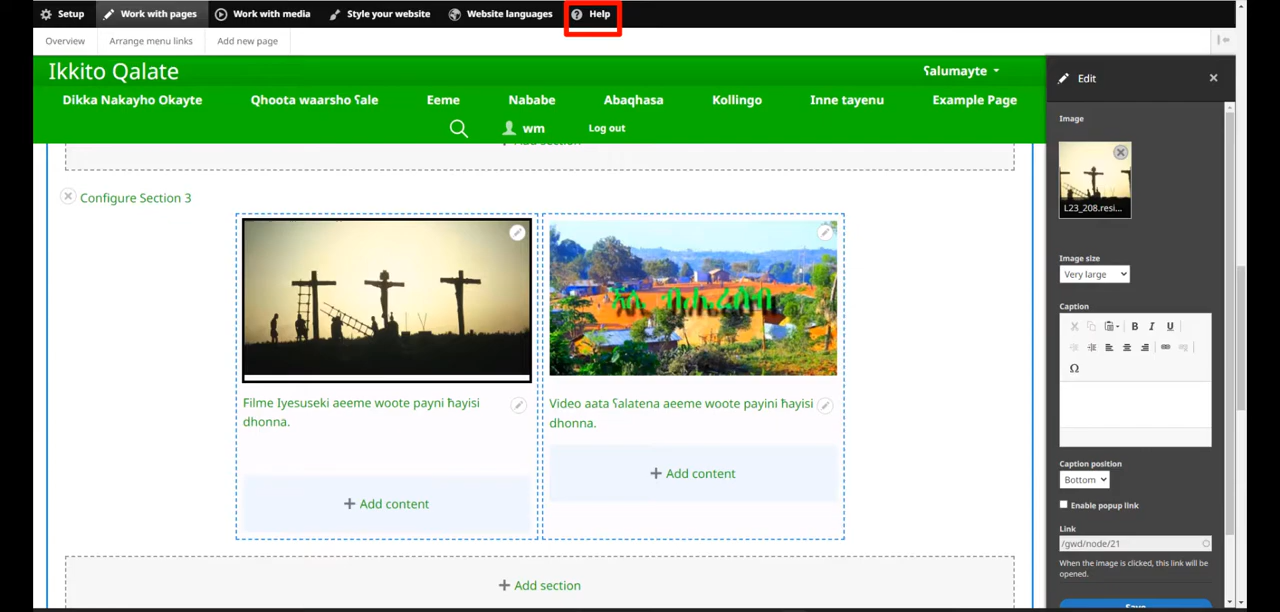 Setup Work with pages Work with media Style your website Website languages Help
Overview Arrange menu links Add new page
Ikkito Qalate ʕalumayte
Dikka Nakayho Okayte Qhoota waarsho ʕale Eeme Nababe Abaqhasa Kollingo Inne tayenu Example Page
wm Log out
Configure Section 3
Filme Iyesuseki aeeme woote payni ħayisi
dhonna.
+ Add content
Video aata ʕalatena aeeme woote payini ħayisi
dhonna.
+ Add content
+ Add section
Edit
Image
L23_208.resi...
Image size
Very large
Caption
B I U
Ω
Caption position
Bottom
Enable popup link
Link
/gwd/node/21
When the image is clicked, this link will be
opened.
Save